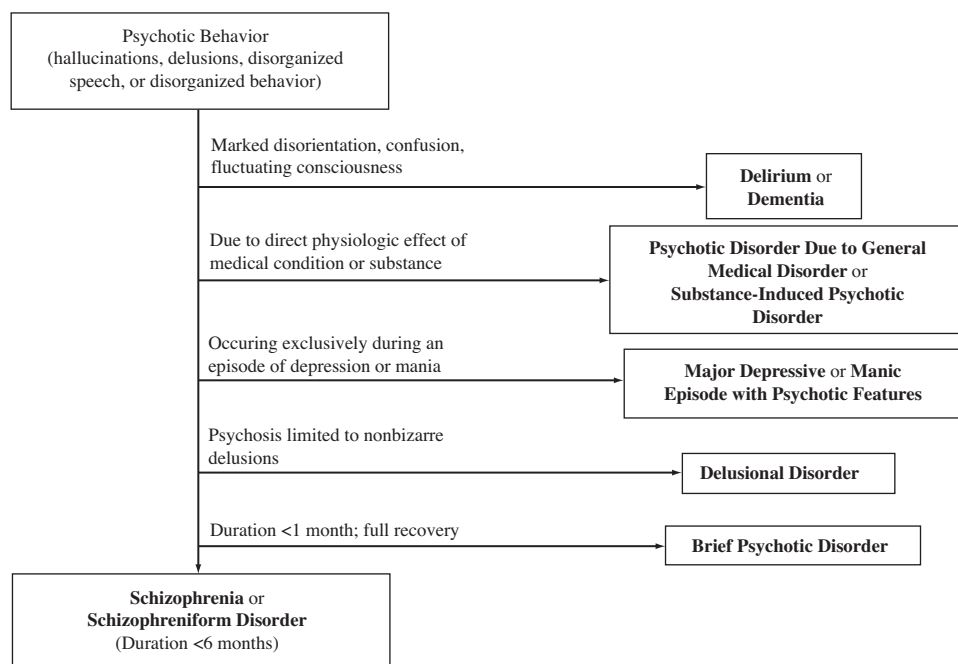 Psychotic Behavior
(hallucinations, delusions, disorganized
speech, or disorganized behavior)
Marked disorientation, confusion,
fluctuating consciousness
Delirium or
Dementia
Due to direct physiologic effect of
medical condition or substance
Psychotic Disorder Due to General
Medical Disorder or
Substance-Induced Psychotic
Disorder
Occuring exclusively during an
episode of depression or mania
Major Depressive or Manic
Episode with Psychotic Features
Psychosis limited to nonbizarre
delusions
Delusional Disorder
Duration <1 month; full recovery
Brief Psychotic Disorder
Schizophrenia or
Schizophreniform Disorder
(Duration <6 months)